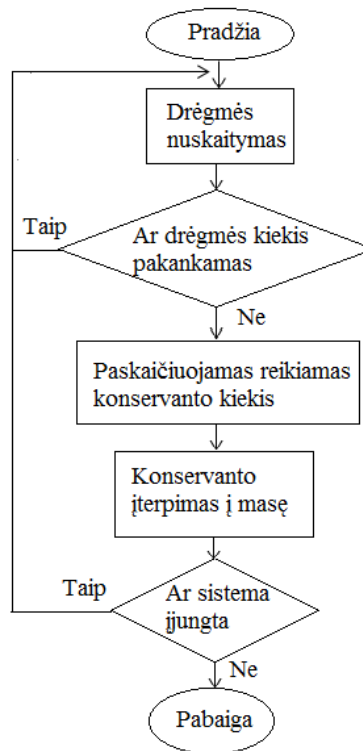 Pradžia
Drėgmės
nuskaitymas
Taip
Ar drėgmės kiekis
pakankamas
Ne
Paskaičiuojamas reikiamas
konservanto kiekis
Konservanto
įterpimas į masę
Taip
Ar sistema
įjungta
Ne
Pabaiga